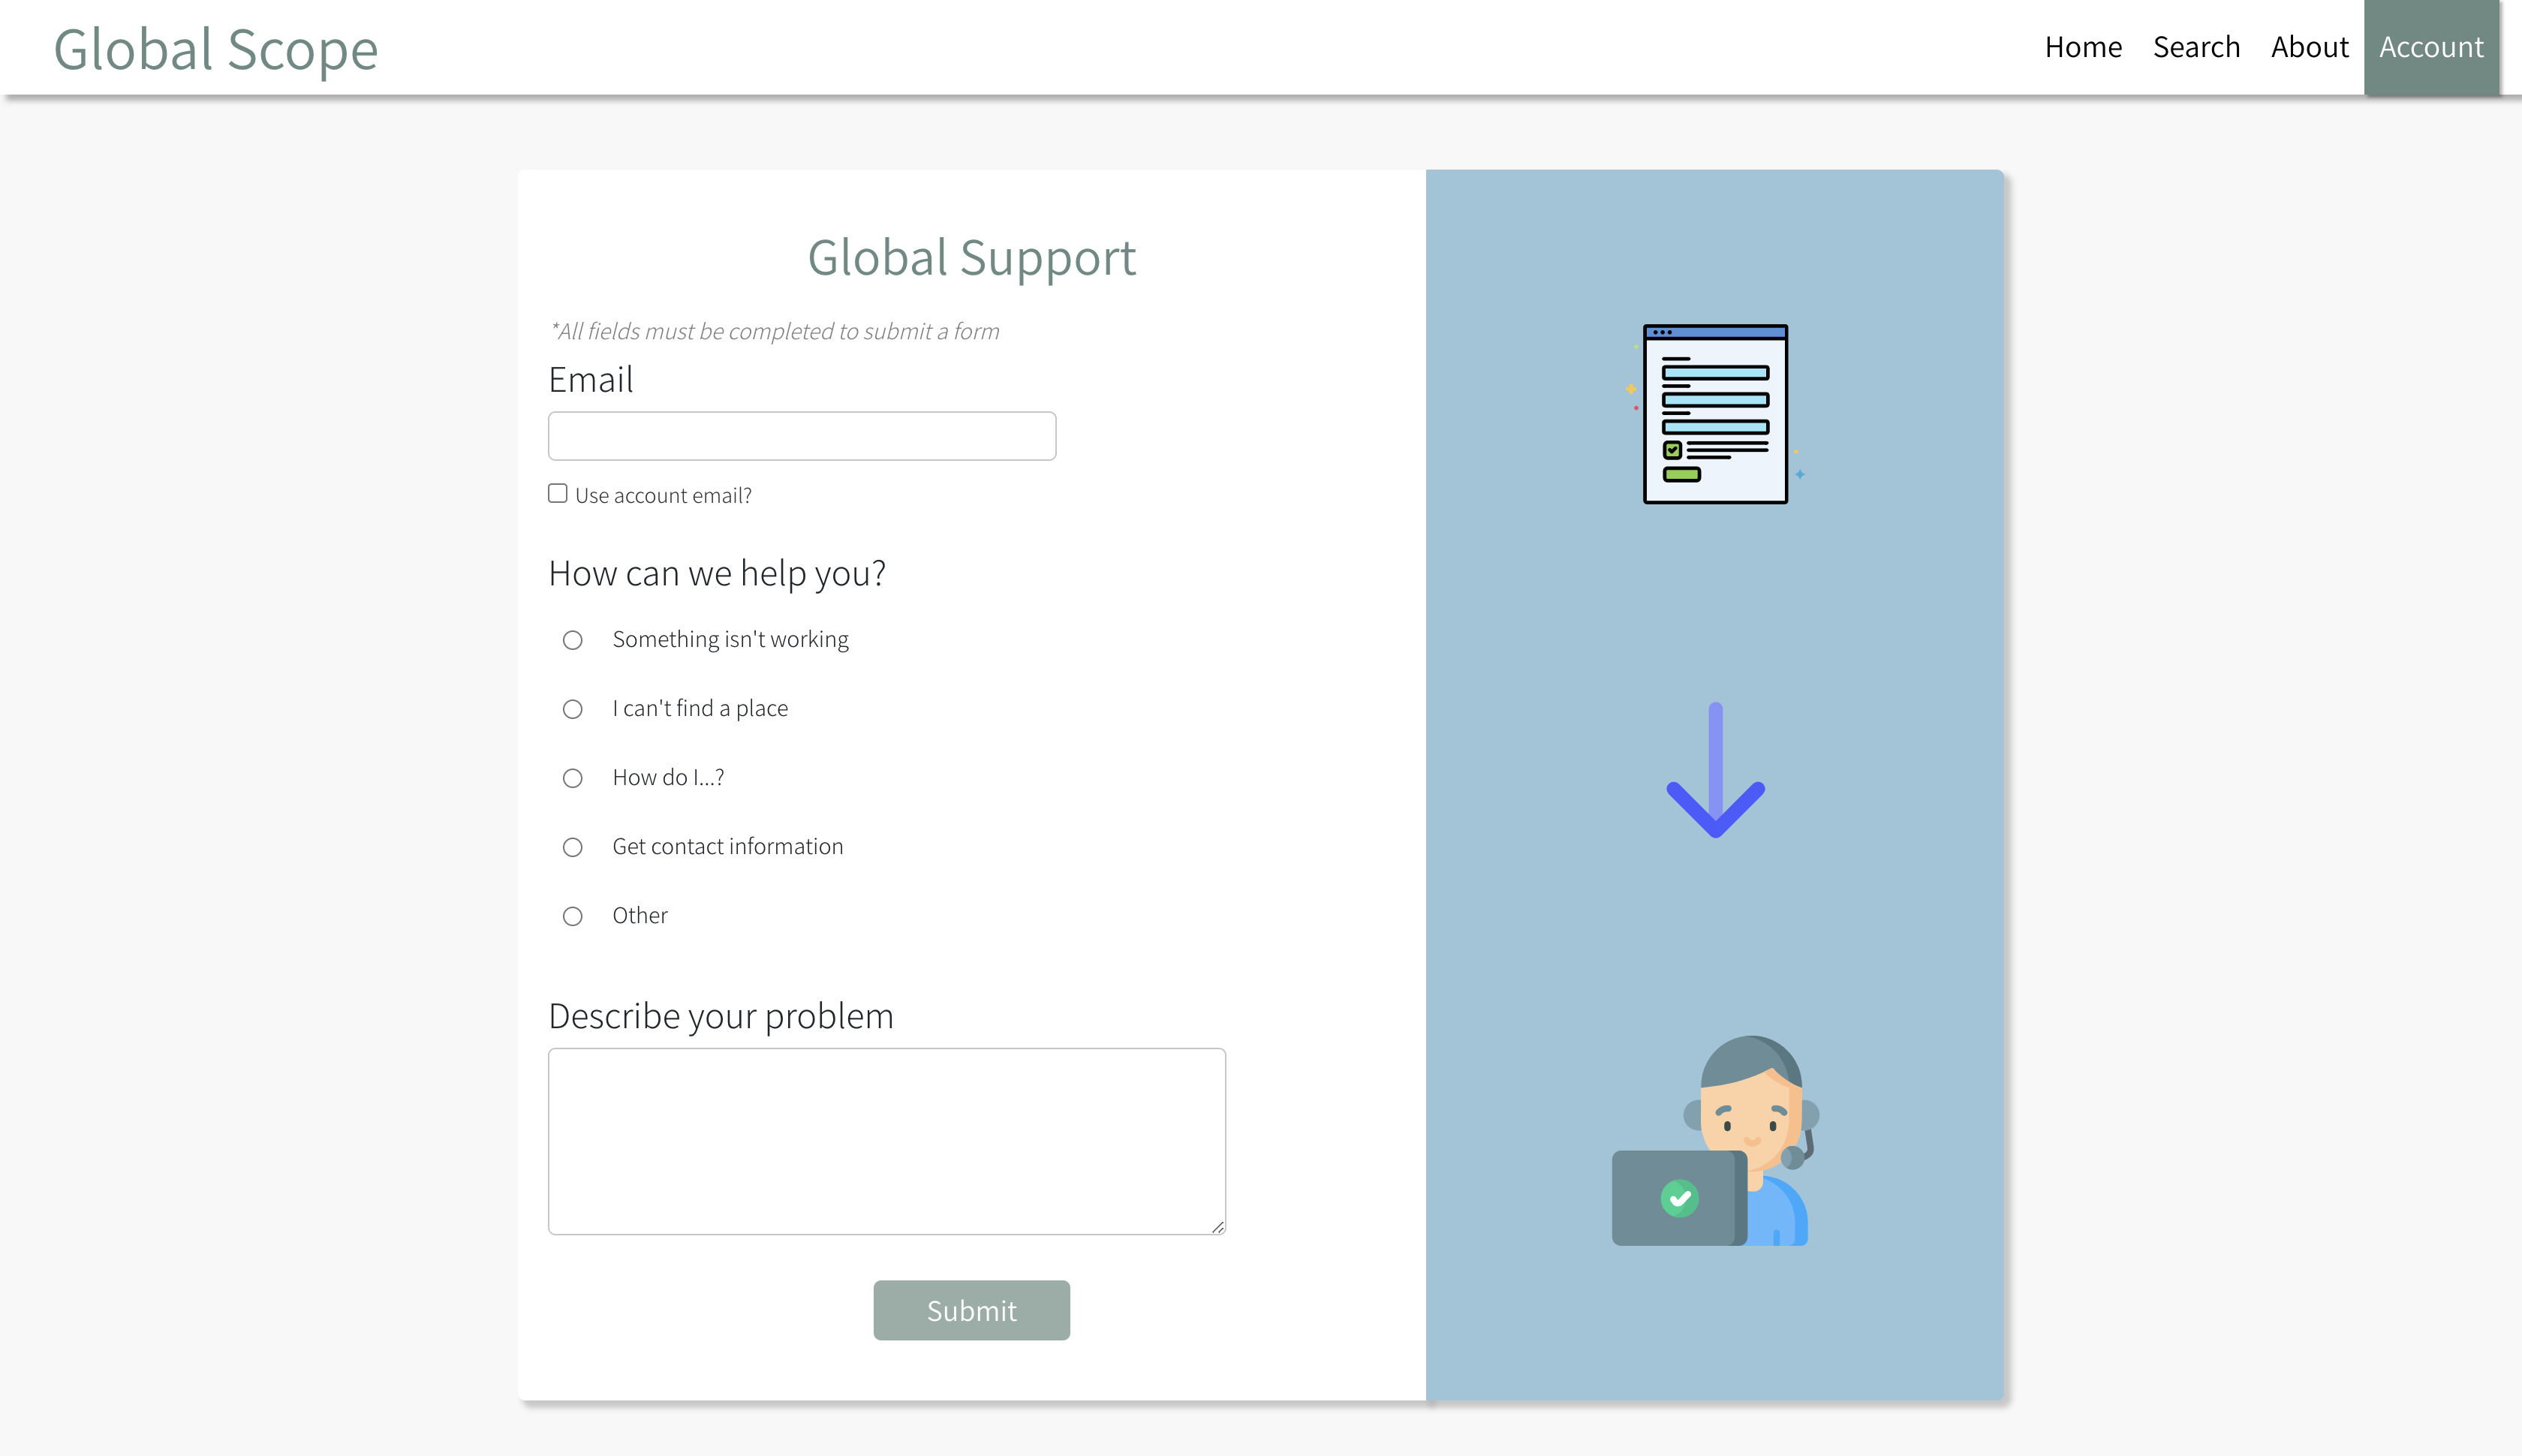 Global Scope
Home Search About Account
Global Support
*All fields must be completed to submit a form
Email
Use account email?
How can we help you?
Something isn't working
I can't find a place
How do I...?
Get contact information
Other
Describe your problem
Submit